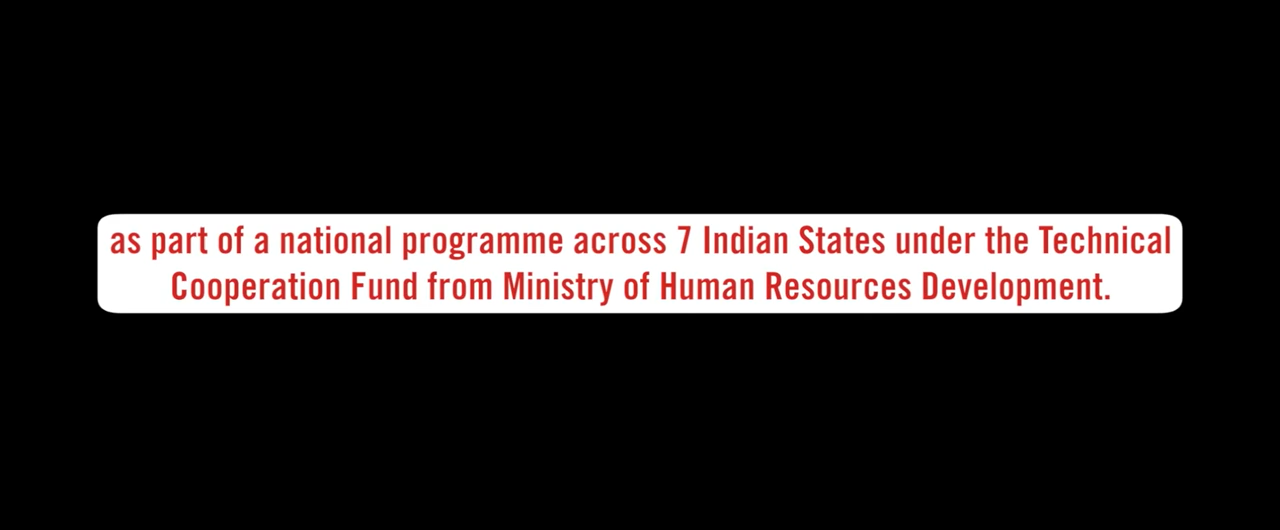 as part of a national programme across 7 Indian States under the Technical
Cooperation Fund from Ministry of Human Resources Development.